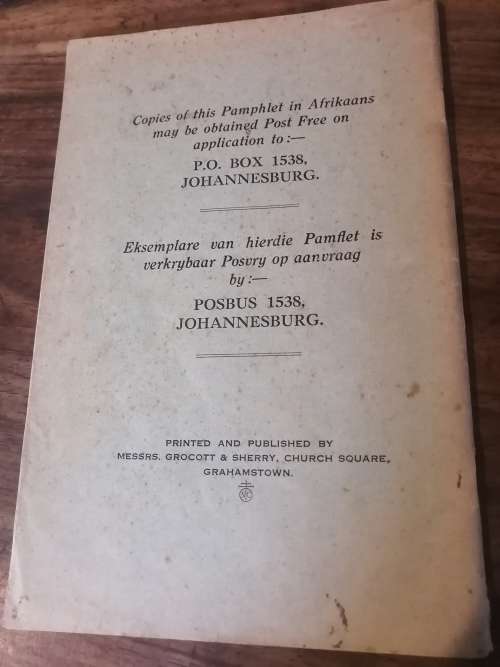 Copies of this Pamphlet in Afrikaans
may be obtained Post Free on
application to :—
P.O. BOX 1538,
JOHANNESBURG.
Eksemplare van hierdie Pamflet is
verkrybaar Posvry op aanvraag
by :—
POSBUS 1538,
JOHANNESBURG.
PRINTED AND PUBLISHED BY
MESSRS. GROCOTT & SHERRY, CHURCH SQUARE,
GRAHAMSTOWN.